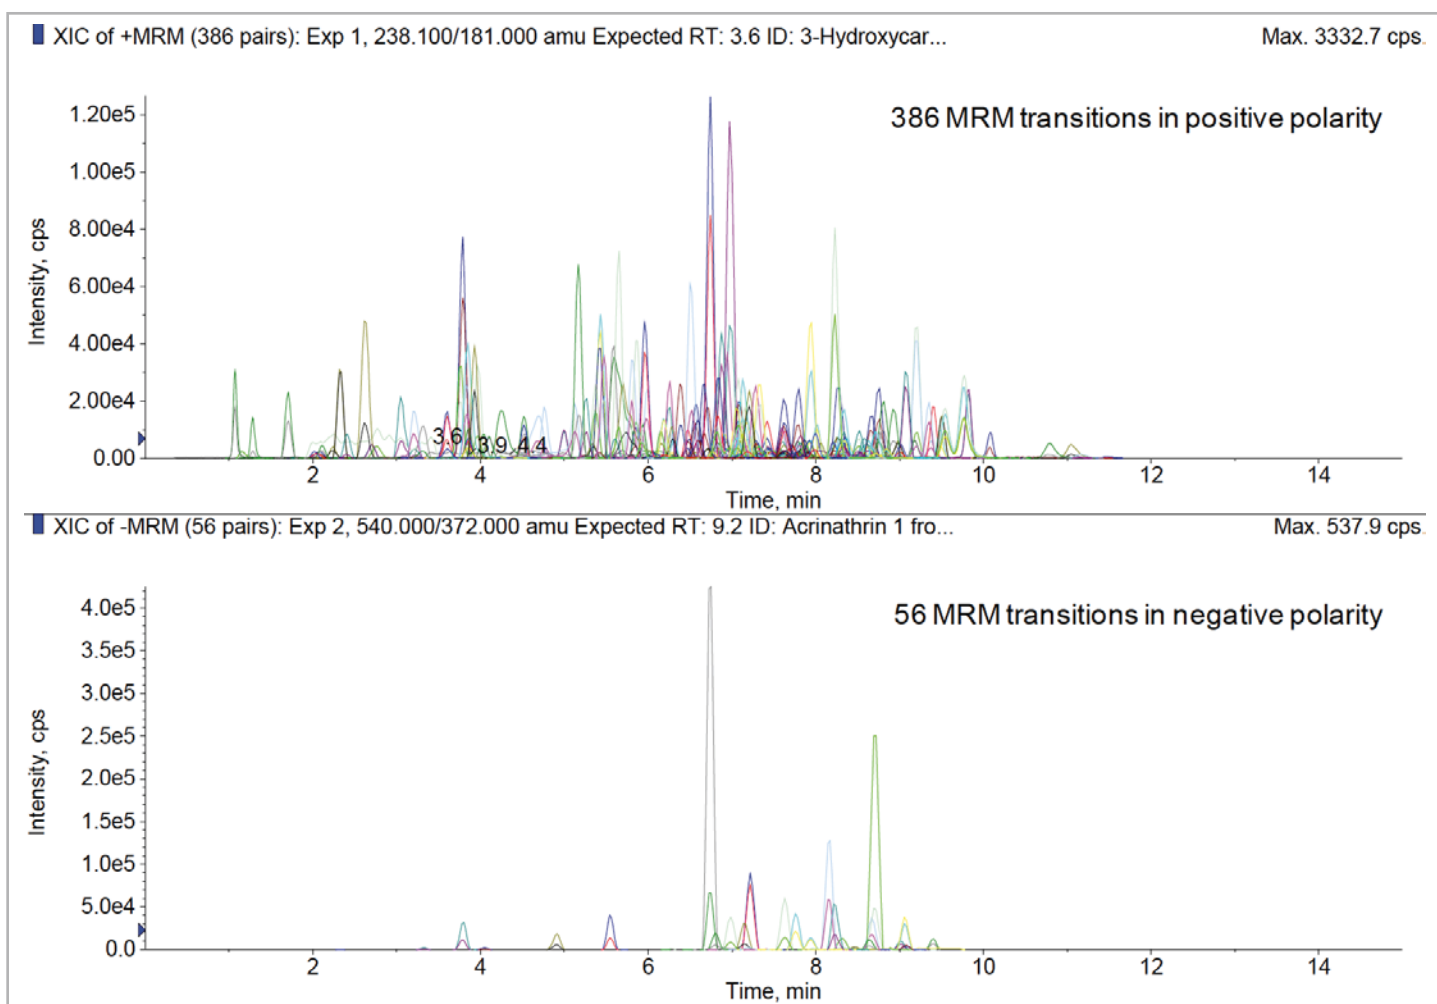 XIC of +MRM (386 pairs): Exp 1, 238.100/181.000 amu Expected RT: 3.6 ID: 3-Hydroxycar... Max. 3332.7 cps.
386 MRM transitions in positive polarity
Intensity, cps
1.20e5
1.00e5
8.00e4
6.00e4
4.00e4
2.00e4
0.00
3.6 3.9 4.4
2 4 6 8 10 12 14
Time, min
XIC of -MRM (56 pairs): Exp 2, 540.000/372.000 amu Expected RT: 9.2 ID: Acrinathrin 1 fro... Max. 537.9 cps.
56 MRM transitions in negative polarity
Intensity, cps
4.0e5
3.5e5
3.0e5
2.5e5
2.0e5
1.5e5
1.0e5
5.0e4
0.0
2 4 6 8 10 12 14
Time, min